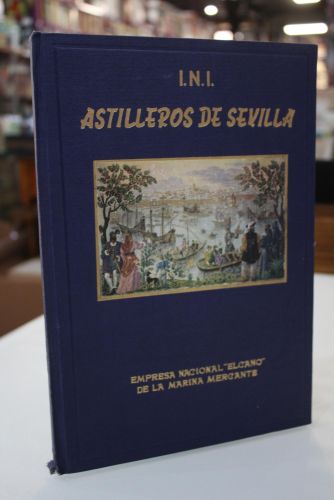 I.N.I.
ASTILLEROS DE SEVILLA
EMPRESA NACIONAL "ELCANO"
DE LA MARINA MERCANTE